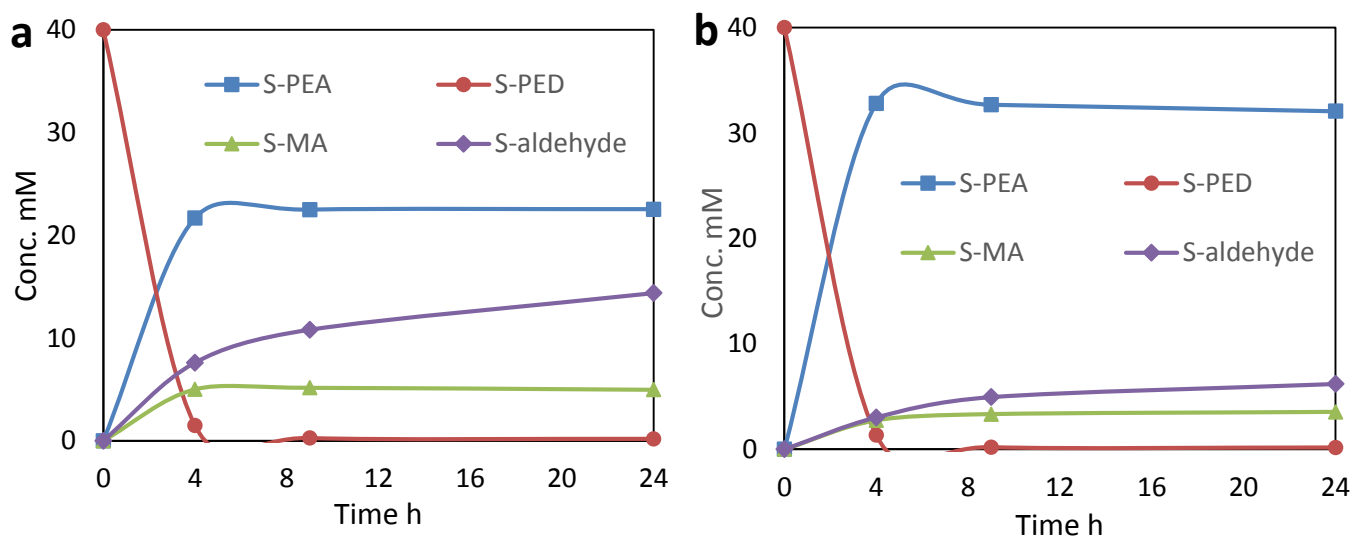 a
40
30
20
10
0
Conc. mM
S-PEA
S-PED
S-MA
S-aldehyde
0 4 8 12 16 20 24
Time h
b
40
30
20
10
0
Conc. mM
S-PEA
S-PED
S-MA
S-aldehyde
0 4 8 12 16 20 24
Time h